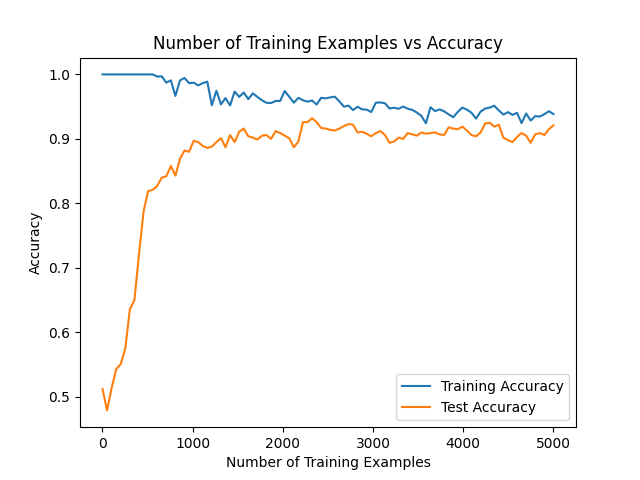 Number of Training Examples vs Accuracy
Accuracy
1.0
0.9
0.8
0.7
0.6
0.5
Training Accuracy
Test Accuracy
0 1000 2000 3000 4000 5000
Number of Training Examples